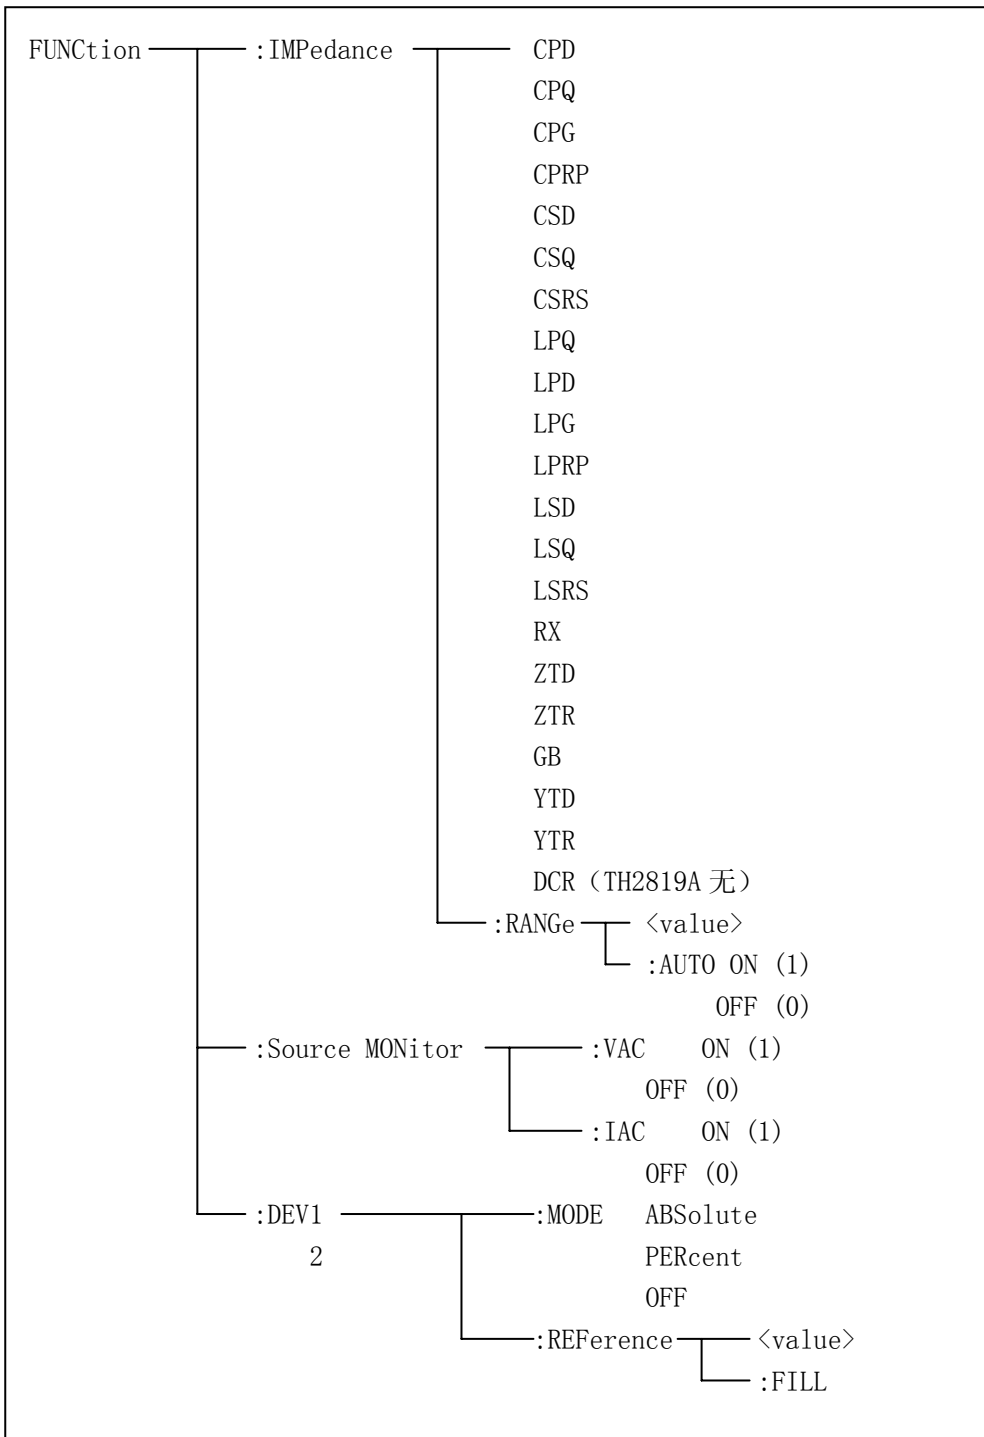 FUNCtion :IMPedance CPD
CPQ
CPG
CPRP
CSD
CSQ
CSRS
LPQ
LPD
LPG
LPRP
LSD
LSQ
LSRS
RX
ZTD
ZTR
GB
YTD
YTR
DCR（TH2819A 无）
:RANGe <value>
:AUTO ON (1)
OFF (0)
:Source MONitor :VAC ON (1)
OFF (0)
:IAC ON (1)
OFF (0)
:DEV1 :MODE ABSolute
2 PERcent
OFF
:REFerence <value>
:FILL